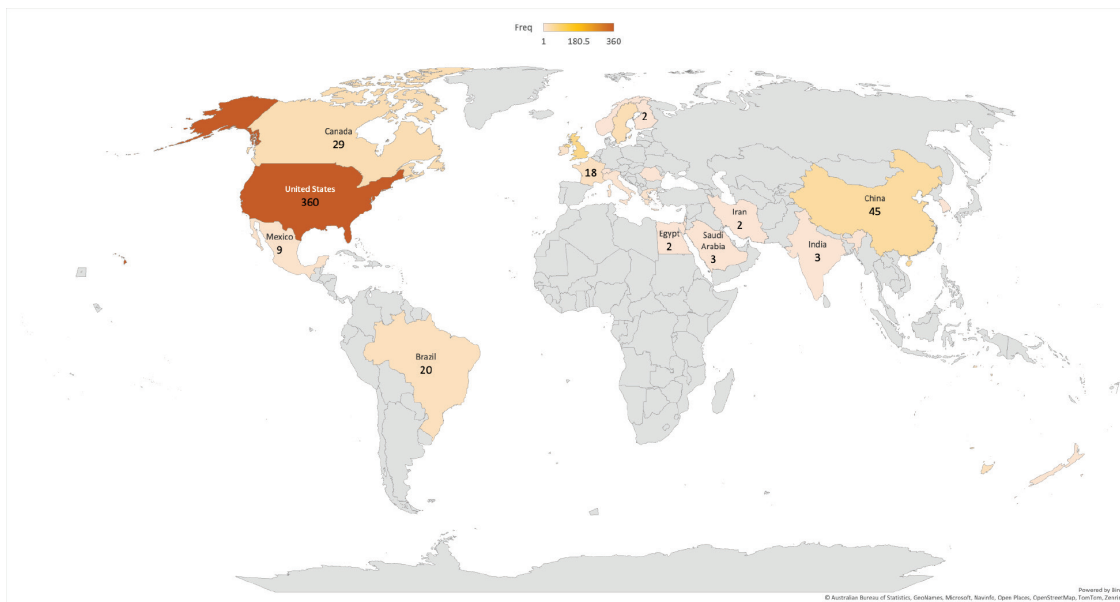 Freq
1 180.5 360
Canada
29
United States
360
Mexico
9
Brazil
20
2
18
Egypt
2
Saudi
Arabia
3
Iran
2
India
3
China
45
Powered by
© Australian Bureau of Statistics, GeoNames, Microsoft, Navinfo, Open Places, OpenStreetMap, TomTom,